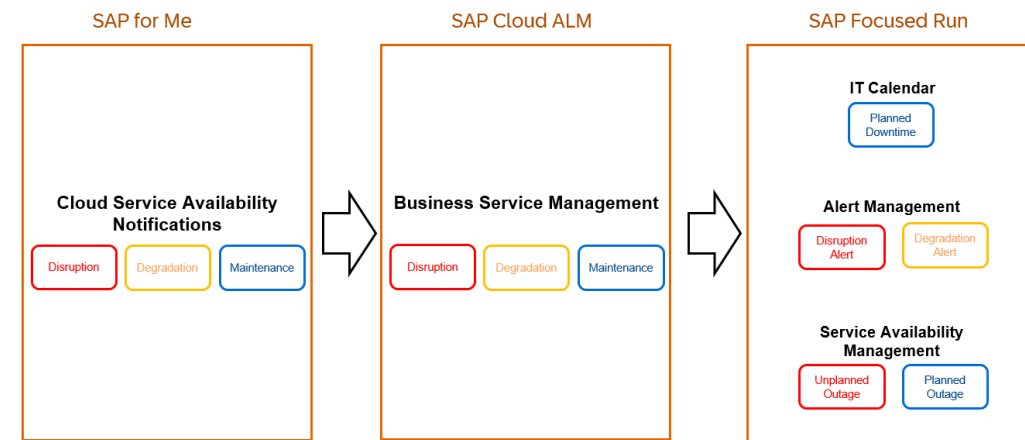 SAP for Me
SAP Cloud ALM
SAP Focused Run
Cloud Service Availability
Notifications
Disruption
Degradation
Maintenance
Business Service Management
Disruption
Degradation
Maintenance
IT Calendar
Planned
Downtime
Alert Management
Disruption
Alert
Degradation
Alert
Service Availability
Management
Unplanned
Outage
Planned
Outage